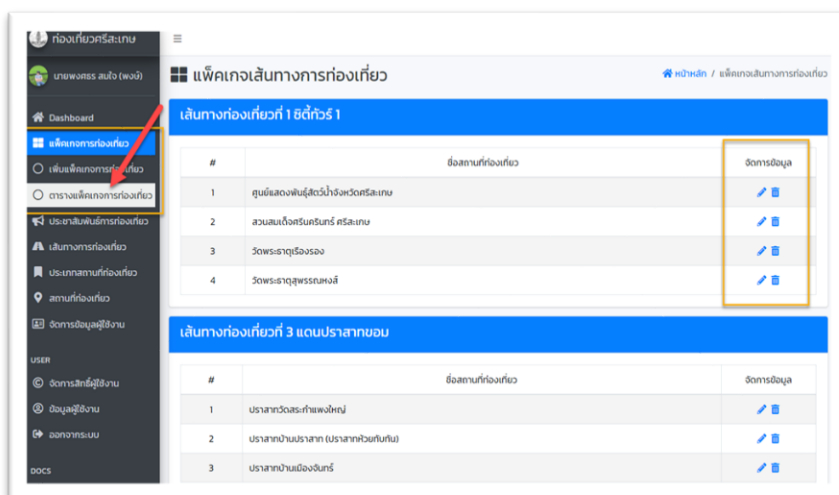 ท่องเที่ยวศรีสะเกษ
นายพงศธร สนใจ (พงษ์)
Dashboard
แพ็คเกจการท่องเที่ยว
เพิ่มแพ็คเกจการท่องเที่ยว
ตารางแพ็คเกจการท่องเที่ยว
ประชาสัมพันธ์การท่องเที่ยว
เส้นทางการท่องเที่ยว
ประเภทสถานที่ท่องเที่ยว
สถานที่ท่องเที่ยว
จัดการข้อมูลผู้ใช้งาน
USER
จัดการสิทธิ์ผู้ใช้งาน
ข้อมูลผู้ใช้งาน
ออกจากระบบ
DOCS
แพ็คเกจเส้นทางการท่องเที่ยว
หน้าหลัก / แพ็คเกจเส้นทางการท่องเที่ยว
เส้นทางท่องเที่ยวที่ 1 ซิตี้ทัวร์ 1
# ชื่อสถานที่ท่องเที่ยว จัดการข้อมูล
1 ศูนย์แสดงพันธุ์สัตว์น้ำจังหวัดศรีสะเกษ
2 สวนสมเด็จศรีนครินทร์ ศรีสะเกษ
3 วัดพระธาตุเรืองรอง
4 วัดพระธาตุสุพรรณหงส์
เส้นทางท่องเที่ยวที่ 3 แดนปราสาทขอม
# ชื่อสถานที่ท่องเที่ยว จัดการข้อมูล
1 ปราสาทวัดสระกำแพงใหญ่
2 ปราสาทบ้านปราสาท (ปราสาทห้วยทับทัน)
3 ปราสาทบ้านเมืองจันทร์